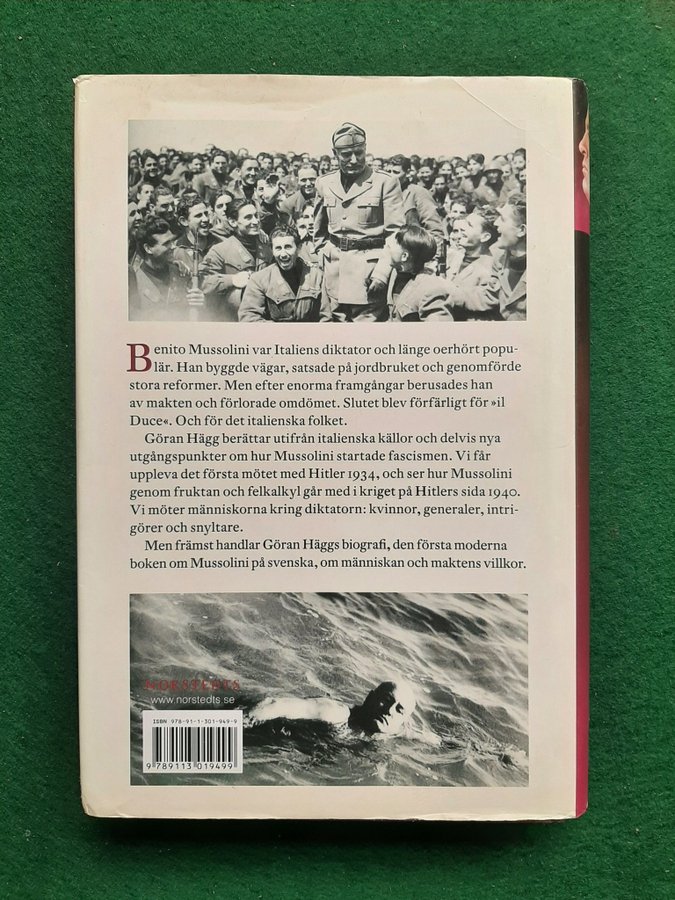 Benito Mussolini var Italiens diktator och länge oerhört popu-
lär. Han byggde vägar, satsade på jordbruket och genomförde
stora reformer. Men efter enorma framgångar berusades han
av makten och förlorade omdömet. Slutet blev förfärligt för »il
Duce«. Och för det italienska folket.
Göran Hägg berättar utifrån italienska källor och delvis nya
utgångspunkter om hur Mussolini startade fascismen. Vi får
uppleva det första mötet med Hitler 1934, och ser hur Mussolini
genom fruktan och felkalkyl går med i kriget på Hitlers sida 1940.
Vi möter människorna kring diktatorn: kvinnor, generaler, intri-
görer och snyltare.
Men främst handlar Göran Häggs biografi, den första moderna
boken om Mussolini på svenska, om människan och maktens villkor.
NORSTEDTS
www.norstedts.se
ISBN 978-91-1-301-949-9
9 789113 019499